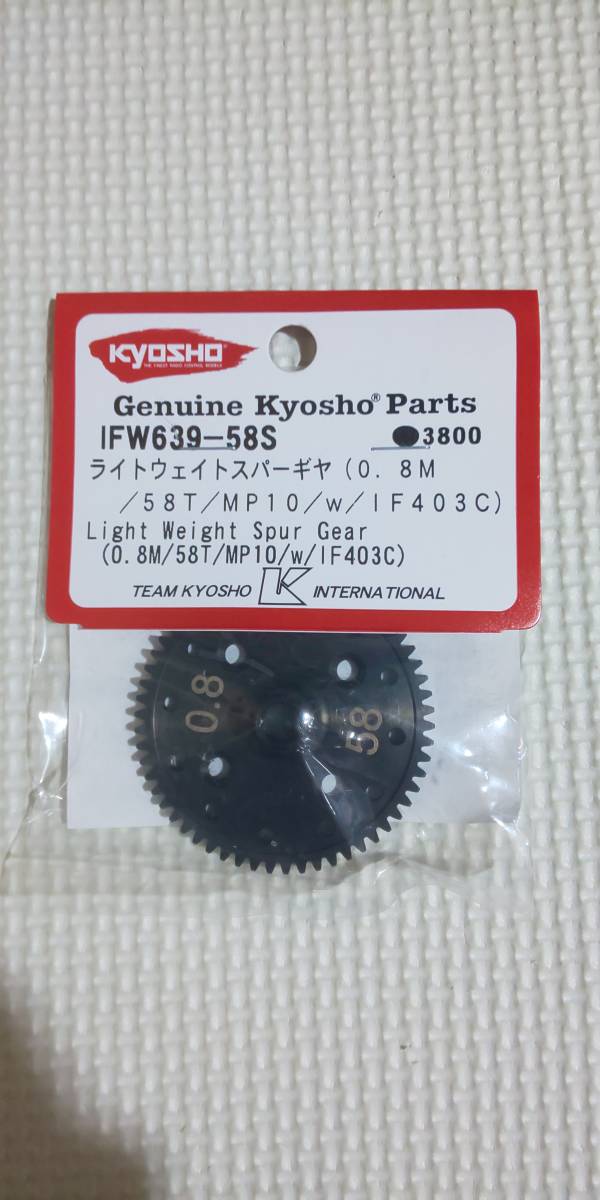 KYOSHO
THE FINEST RADIO CONTROL MODELS
Genuine Kyosho® Parts
IFW639-58S ●3800
ライトウェイトスパーギヤ(0.8M
/58T/MP10/w/IF403C)
Light Weight Spur Gear
(0.8M/58T/MP10/w/IF403C)
TEAM KYOSHO K INTERNATIONAL
0.8
58